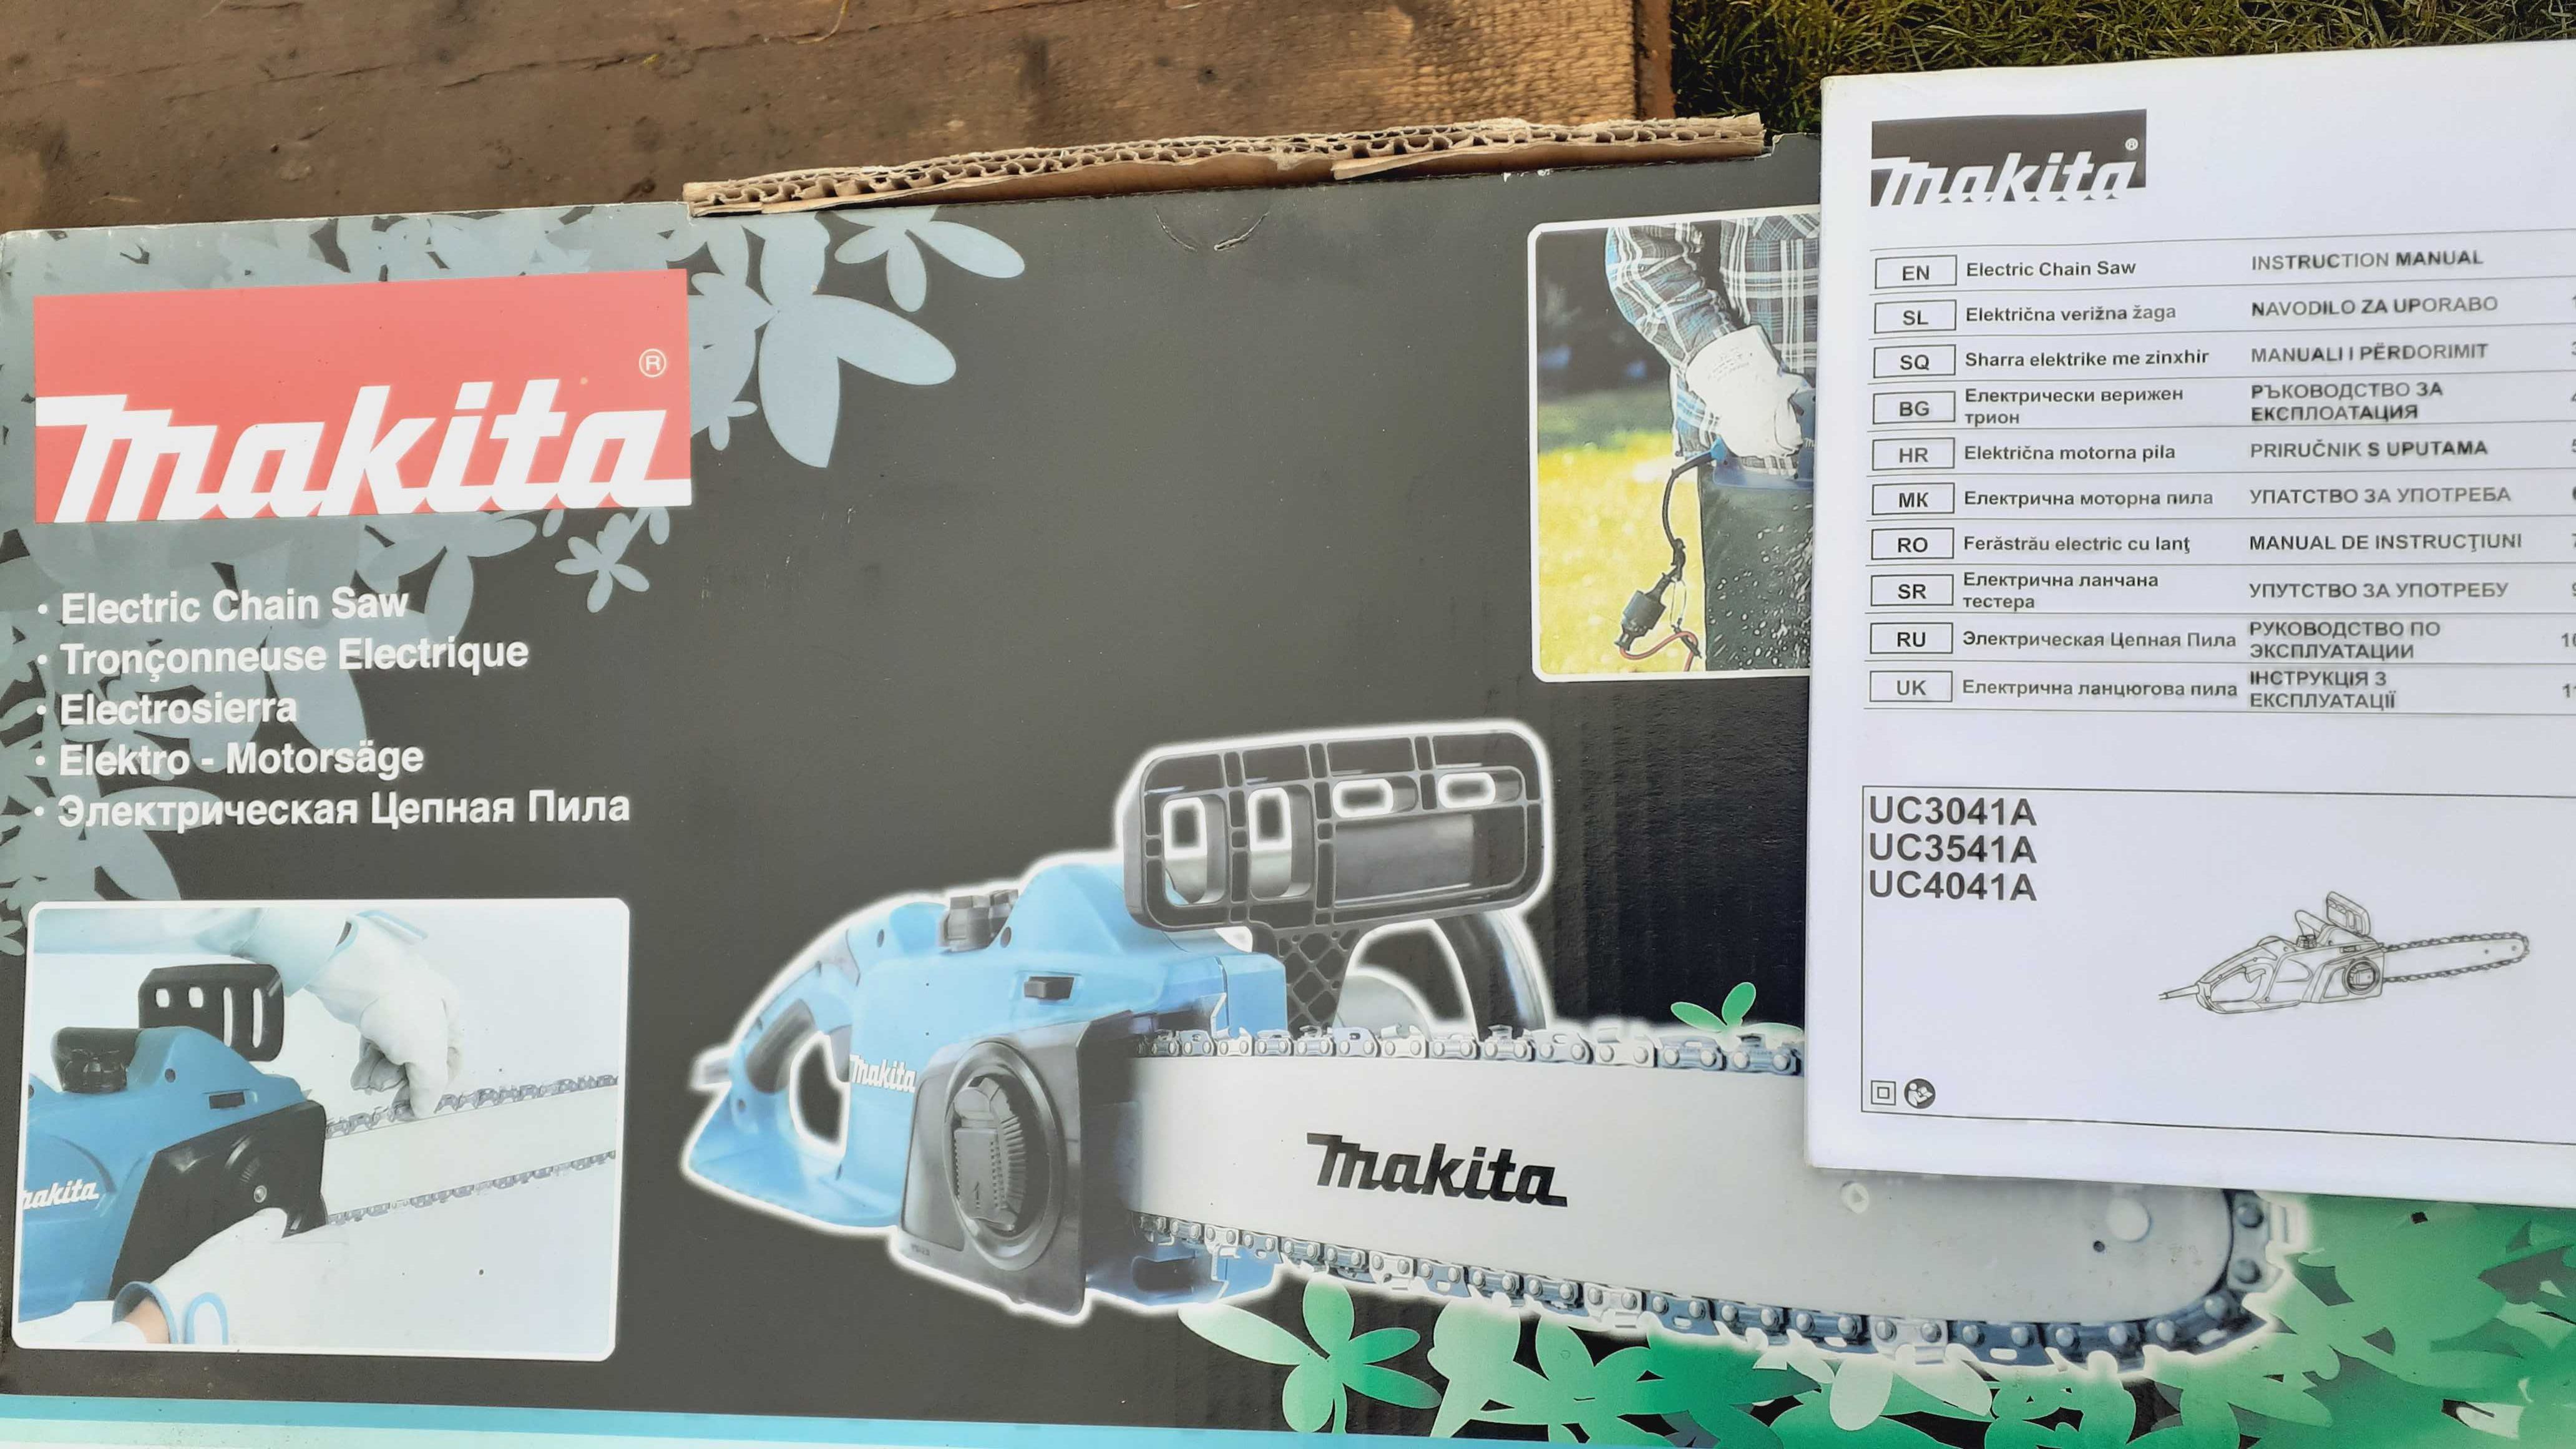 makita®
• Electric Chain Saw
• Tronçonneuse Electrique
• Electrosierra
• Elektro - Motorsäge
• Электрическая Цепная Пила
makita
makita
makita
makita®
EN Electric Chain Saw INSTRUCTION MANUAL
SL Električna verižna žaga NAVODILO ZA UPORABO
SQ Sharra elektrike me zinxhir MANUALI I PËRDORIMIT
BG Електрически верижен РЪКОВОДСТВО ЗА
трион ЕКСПЛОАТАЦИЯ
HR Električna motorna pila PRIRUČNIK S UPUTAMA
MK Електрична моторна пила УПАТСТВО ЗА УПОТРЕБА
RO Ferăstrău electric cu lanţ MANUAL DE INSTRUCŢIUNI
SR Електрична ланчана УПУТСТВО ЗА УПОТРЕБУ
тестера
RU Электрическая Цепная Пила РУКОВОДСТВО ПО
ЭКСПЛУАТАЦИИ
UK Електрична ланцюгова пила ІНСТРУКЦІЯ З
ЕКСПЛУАТАЦІЇ
UC3041A
UC3541A
UC4041A